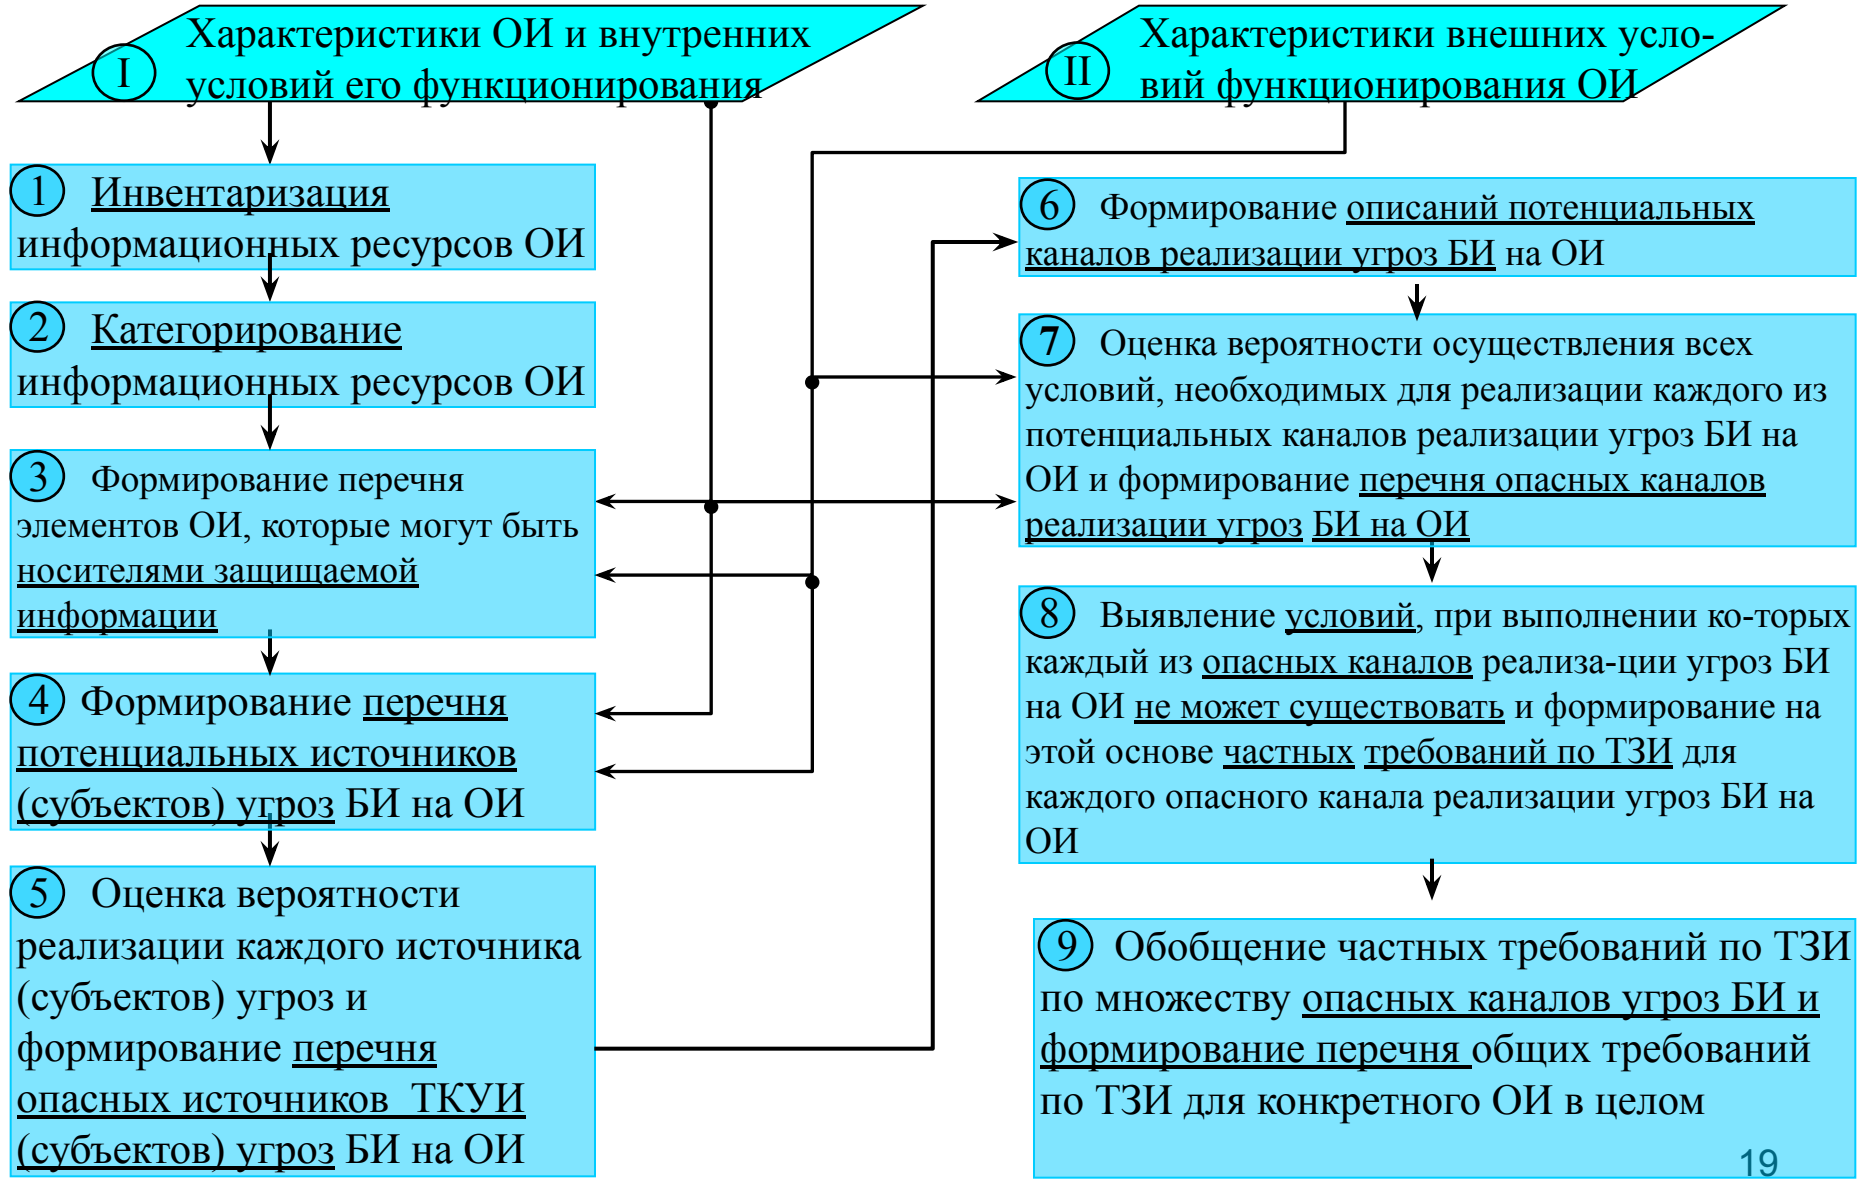 I
Характеристики ОИ и внутренних
условий его функционирования
II
Характеристики внешних усло-
вий функционирования ОИ
1 Инвентаризация
информационных ресурсов ОИ
2 Категорирование
информационных ресурсов ОИ
3 Формирование перечня
элементов ОИ, которые могут быть
носителями защищаемой
информации
4 Формирование перечня
потенциальных источников
(субъектов) угроз БИ на ОИ
5 Оценка вероятности
реализации каждого источника
(субъектов) угроз и
формирование перечня
опасных источников ТКУИ
(субъектов) угроз БИ на ОИ
6 Формирование описаний потенциальных
каналов реализации угроз БИ на ОИ
7 Оценка вероятности осуществления всех
условий, необходимых для реализации каждого из
потенциальных каналов реализации угроз БИ на
ОИ и формирование перечня опасных каналов
реализации угроз БИ на ОИ
8 Выявление условий, при выполнении ко-торых
каждый из опасных каналов реализа-ции угроз БИ
на ОИ не может существовать и формирование на
этой основе частных требований по ТЗИ для
каждого опасного канала реализации угроз БИ на
ОИ
9 Обобщение частных требований по ТЗИ
по множеству опасных каналов угроз БИ и
формирование перечня общих требований
по ТЗИ для конкретного ОИ в целом
19